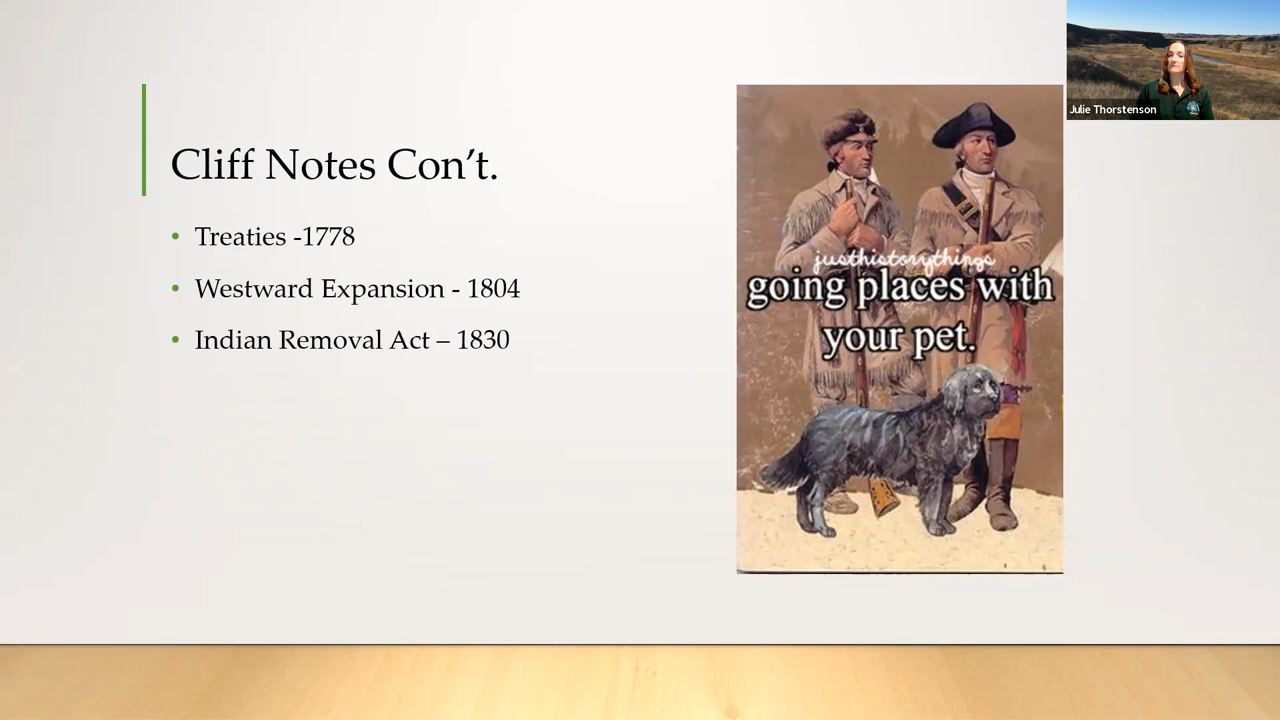 Cliff Notes Con’t.
• Treaties -1778
• Westward Expansion - 1804
• Indian Removal Act – 1830
justhistorythings
going places with
your pet.
Julie Thorstenson